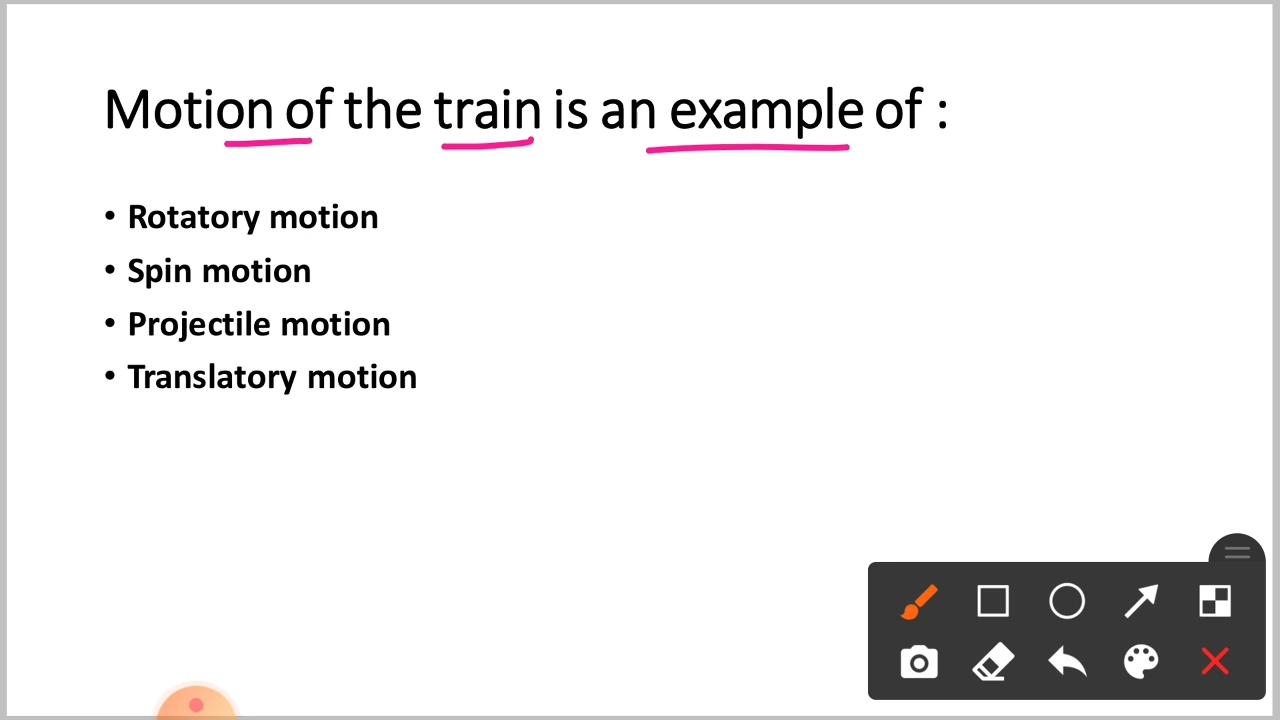 Motion of the train is an example of :
• Rotatory motion
• Spin motion
• Projectile motion
• Translatory motion